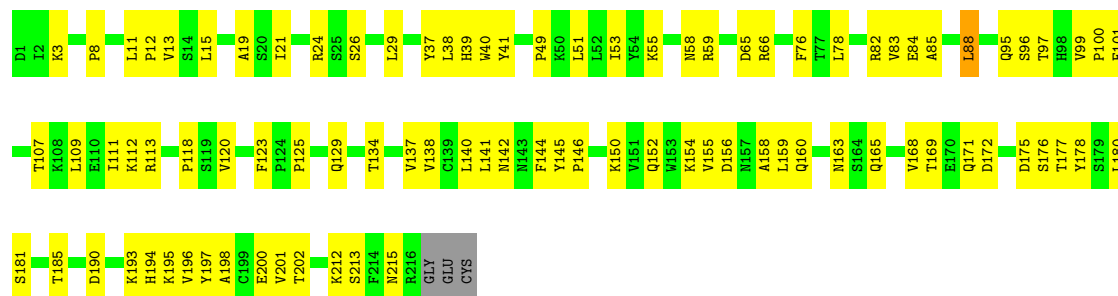 D1 I2 K3 P8 L11 P12 V13 S14 L15 A19 S20 I21 R24 S25 S26 L29 Y37 L38 H39 W40 Y41 P49 K50 L51 L52 I53 Y54 K55 N58 R59 D65 R66 F76 T77 L78 R82 V83 E84 A85 L88 Q95 S96 T97 H98 V99 P100
T107 K108 L109 E110 I111 K112 R113 P118 S119 V120 F123 P124 P125 Q129 T134 V137 V138 C139 L140 L141 N142 N143 F144 Y145 P146 K150 V151 Q152 W153 K154 V155 D156 N157 A158 L159 Q160 N163 S164 Q165 V168 T169 E170 Q171 D172 D175 S176 T177 Y178 S179
S181 T185 D190 K193 H194 K195 V196 Y197 A198 C199 E200 V201 T202 K212 S213 F214 N215 R216 GLY GLU CYS